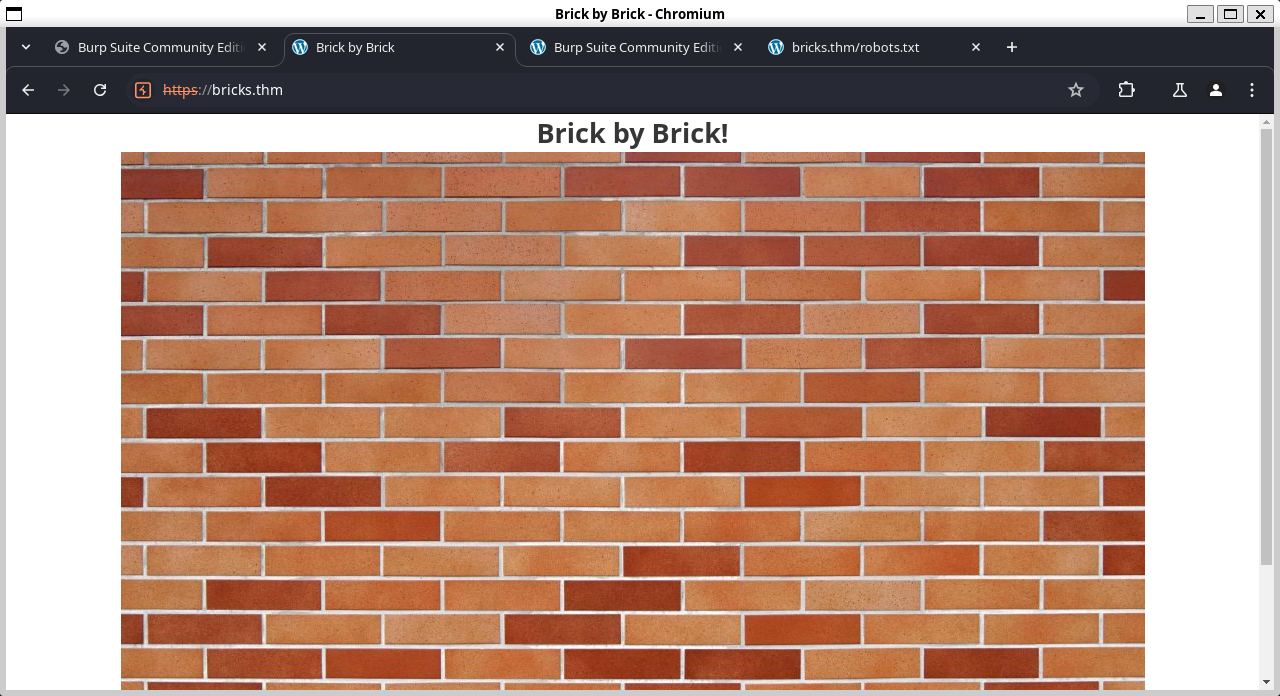 Brick by Brick - Chromium
Burp Suite Community Editi
Brick by Brick
Burp Suite Community Editi
bricks.thm/robots.txt
https://bricks.thm
Brick by Brick!